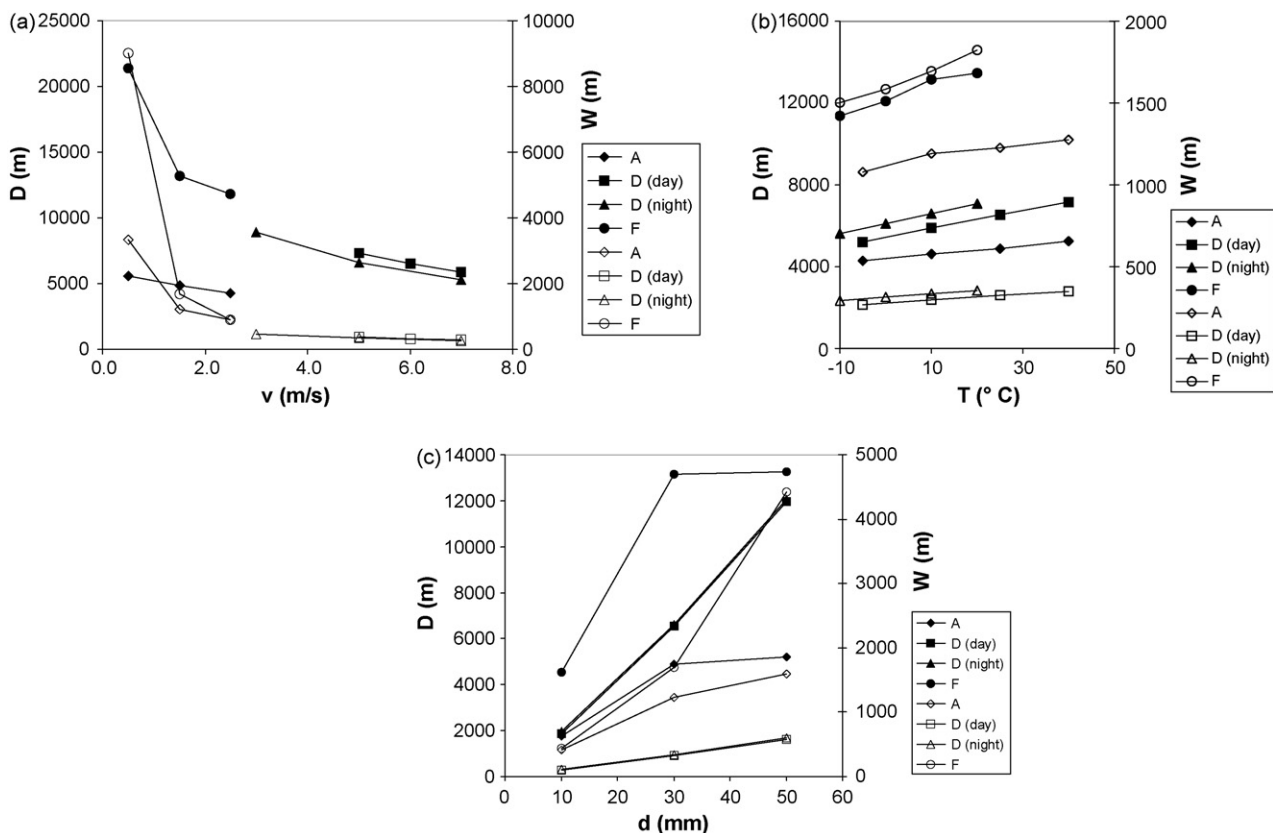 (a)
25000
20000
15000
10000
5000
0
D (m)
10000
8000
6000
4000
2000
0
W (m)
0.0 2.0 4.0 6.0 8.0
v (m/s)
A
D (day)
D (night)
F
A
D (day)
D (night)
F
(b)
16000
12000
8000
4000
0
D (m)
2000
1500
1000
500
0
W (m)
-10 10 30 50
T (° C)
A
D (day)
D (night)
F
A
D (day)
D (night)
F
(c)
14000
12000
10000
8000
6000
4000
2000
0
D (m)
5000
4000
3000
2000
1000
0
W (m)
0 10 20 30 40 50 60
d (mm)
A
D (day)
D (night)
F
A
D (day)
D (night)
F